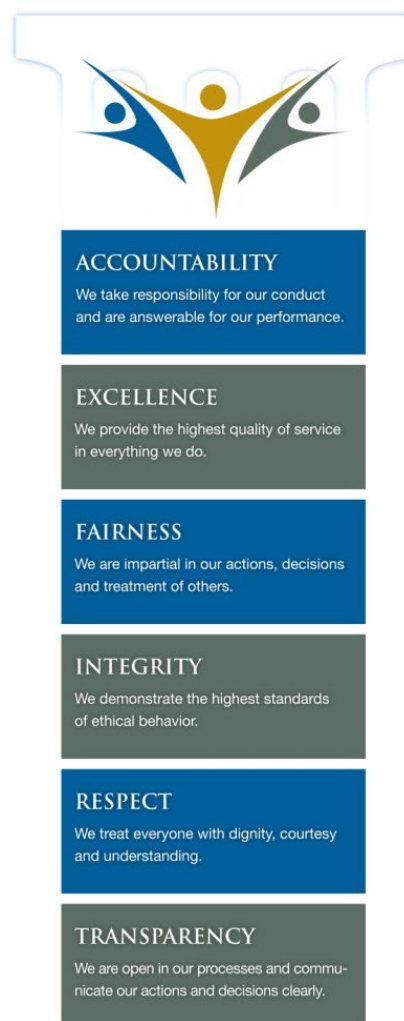 ACCOUNTABILITY
We take responsibility for our conduct
and are answerable for our performance.
EXCELLENCE
We provide the highest quality of service
in everything we do.
FAIRNESS
We are impartial in our actions, decisions
and treatment of others.
INTEGRITY
We demonstrate the highest standards
of ethical behavior.
RESPECT
We treat everyone with dignity, courtesy
and understanding.
TRANSPARENCY
We are open in our processes and commu-
nicate our actions and decisions clearly.